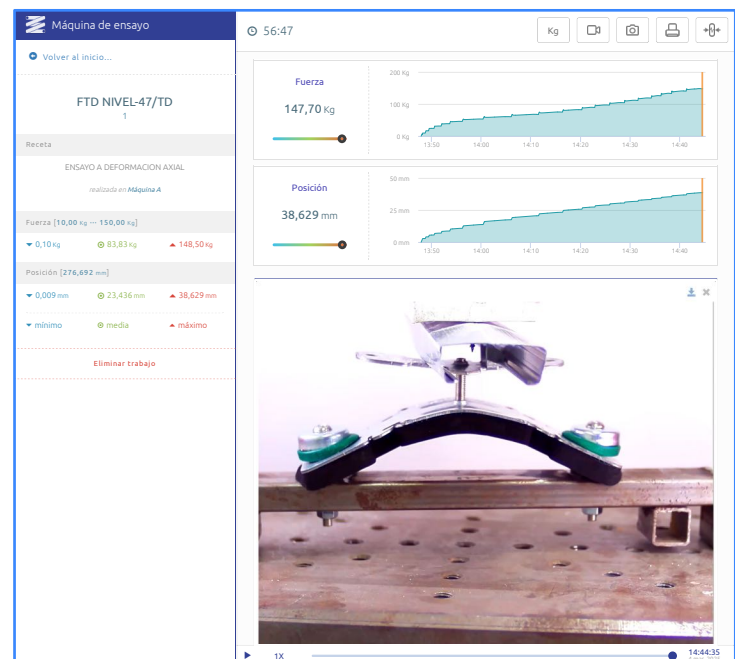 Máquina de ensayo
Volver al inicio...
FTD NIVEL-47/TD
1
Receta
ENSAYO A DEFORMACION AXIAL
realizada en Máquina A
Fuerza [10,00 Kg --- 150,00 Kg]
0,10 Kg 83,83 Kg 148,50 Kg
Posición [276,692 mm]
0,009 mm 23,436 mm 38,629 mm
mínimo media máximo
Eliminar trabajo
56:47
Kg
Fuerza
147,70 Kg
200 Kg
100 Kg
0 Kg
13:50 14:00 14:10 14:20 14:30 14:40
Posición
38,629 mm
50 mm
25 mm
0 mm
13:50 14:00 14:10 14:20 14:30 14:40
1X
14:44:35